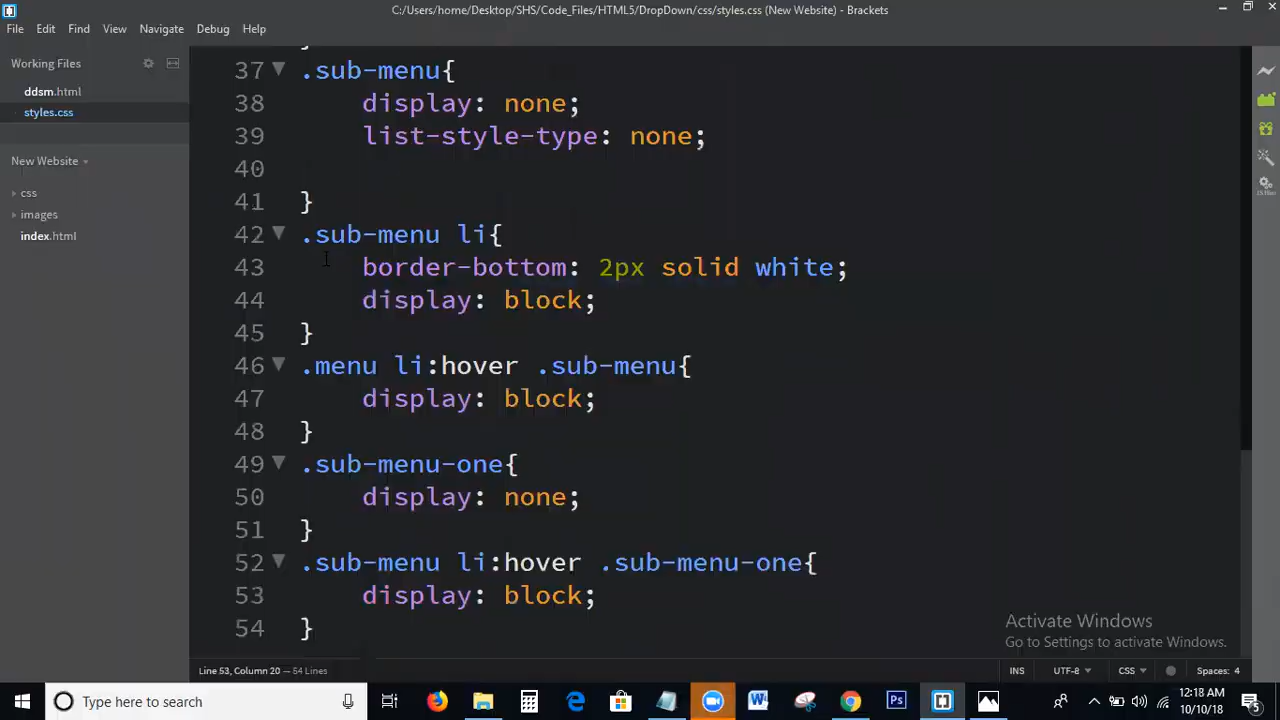 C:/Users/home/Desktop/SHS/Code_Files/HTML5/DropDown/css/styles.css (New Website) - Brackets
File Edit Find View Navigate Debug Help
Working Files
ddsm.html
styles.css
New Website
css
images
index.html
37 .sub-menu{
38 display: none;
39 list-style-type: none;
40
41 }
42 .sub-menu li{
43 border-bottom: 2px solid white;
44 display: block;
45 }
46 .menu li:hover .sub-menu{
47 display: block;
48 }
49 .sub-menu-one{
50 display: none;
51 }
52 .sub-menu li:hover .sub-menu-one{
53 display: block;
54 }
Activate Windows
Go to Settings to activate Windows.
Line 53, Column 20 — 54 Lines
INS UTF-8 CSS Spaces: 4
Type here to search
12:18 AM
10/10/18
5